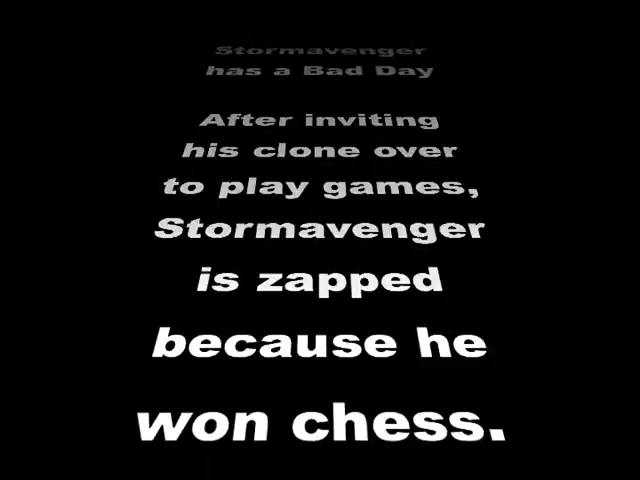 Stormavenger
has a Bad Day
After inviting
his clone over
to play games,
Stormavenger
is zapped
because he
won chess.